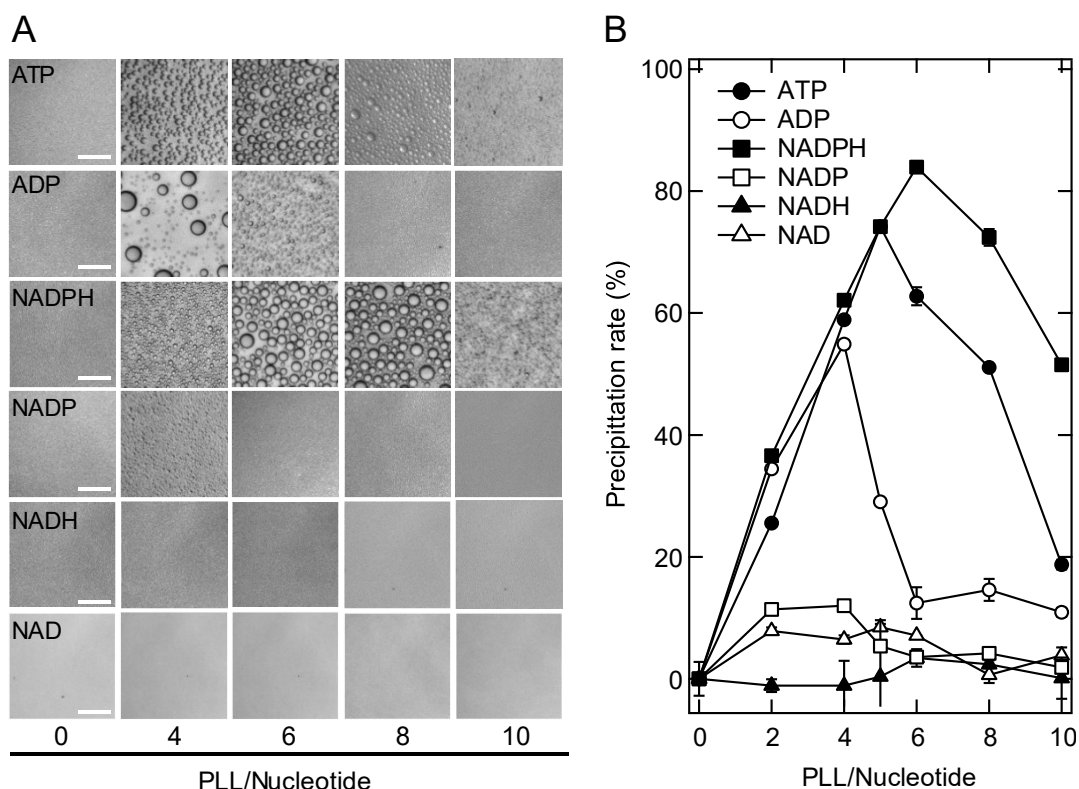 A
ATP
ADP
NADPH
NADP
NADH
NAD
0 4 6 8 10
PLL/Nucleotide
B
Precipittation rate (%)
100
80
60
40
20
0
ATP
ADP
NADPH
NADP
NADH
NAD
0 2 4 6 8 10
PLL/Nucleotide